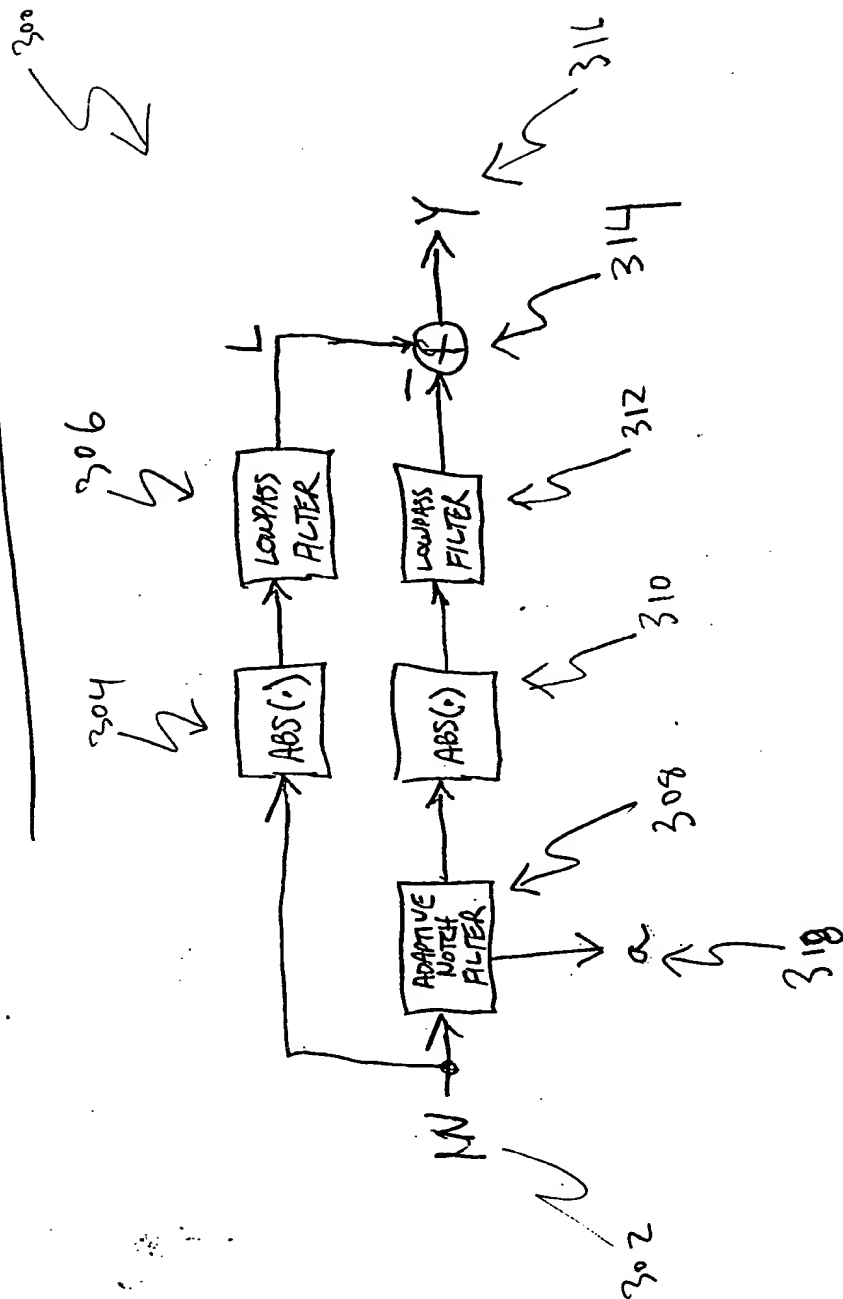 300
304
306
ABS(·)
LOWPASS
FILTER
L
IN
302
ADAPTIVE
NOTCH
FILTER
ABS(·)
LOWPASS
FILTER
−
+
Y
a
318
308
310
312
314
316